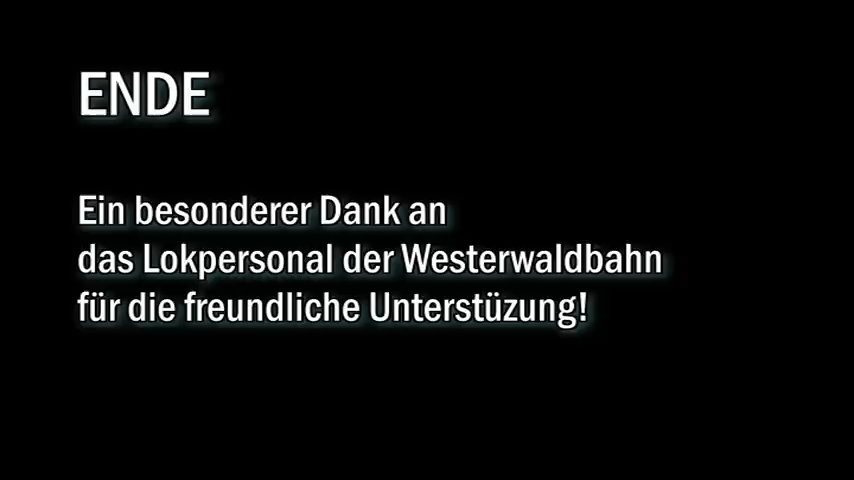 ENDE
Ein besonderer Dank an
das Lokpersonal der Westerwaldbahn
für die freundliche Unterstüzung!